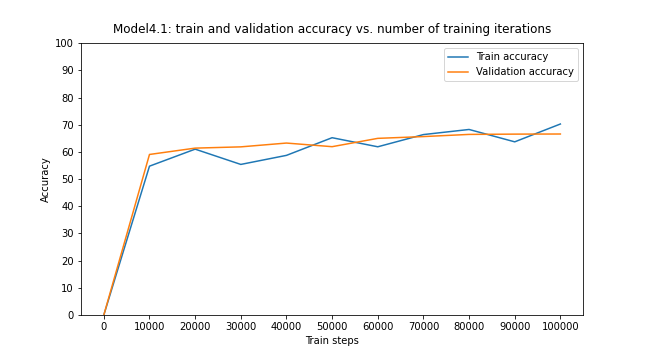 Model4.1: train and validation accuracy vs. number of training iterations
100
90
80
70
60
50
40
30
20
10
0
Accuracy
Train accuracy
Validation accuracy
0 10000 20000 30000 40000 50000 60000 70000 80000 90000 100000
Train steps